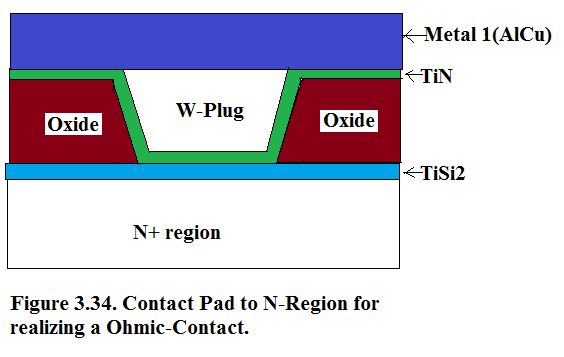 Metal 1(AlCu)
TiN
W-Plug
Oxide
Oxide
TiSi2
N+ region
Figure 3.34. Contact Pad to N-Region for
realizing a Ohmic-Contact.